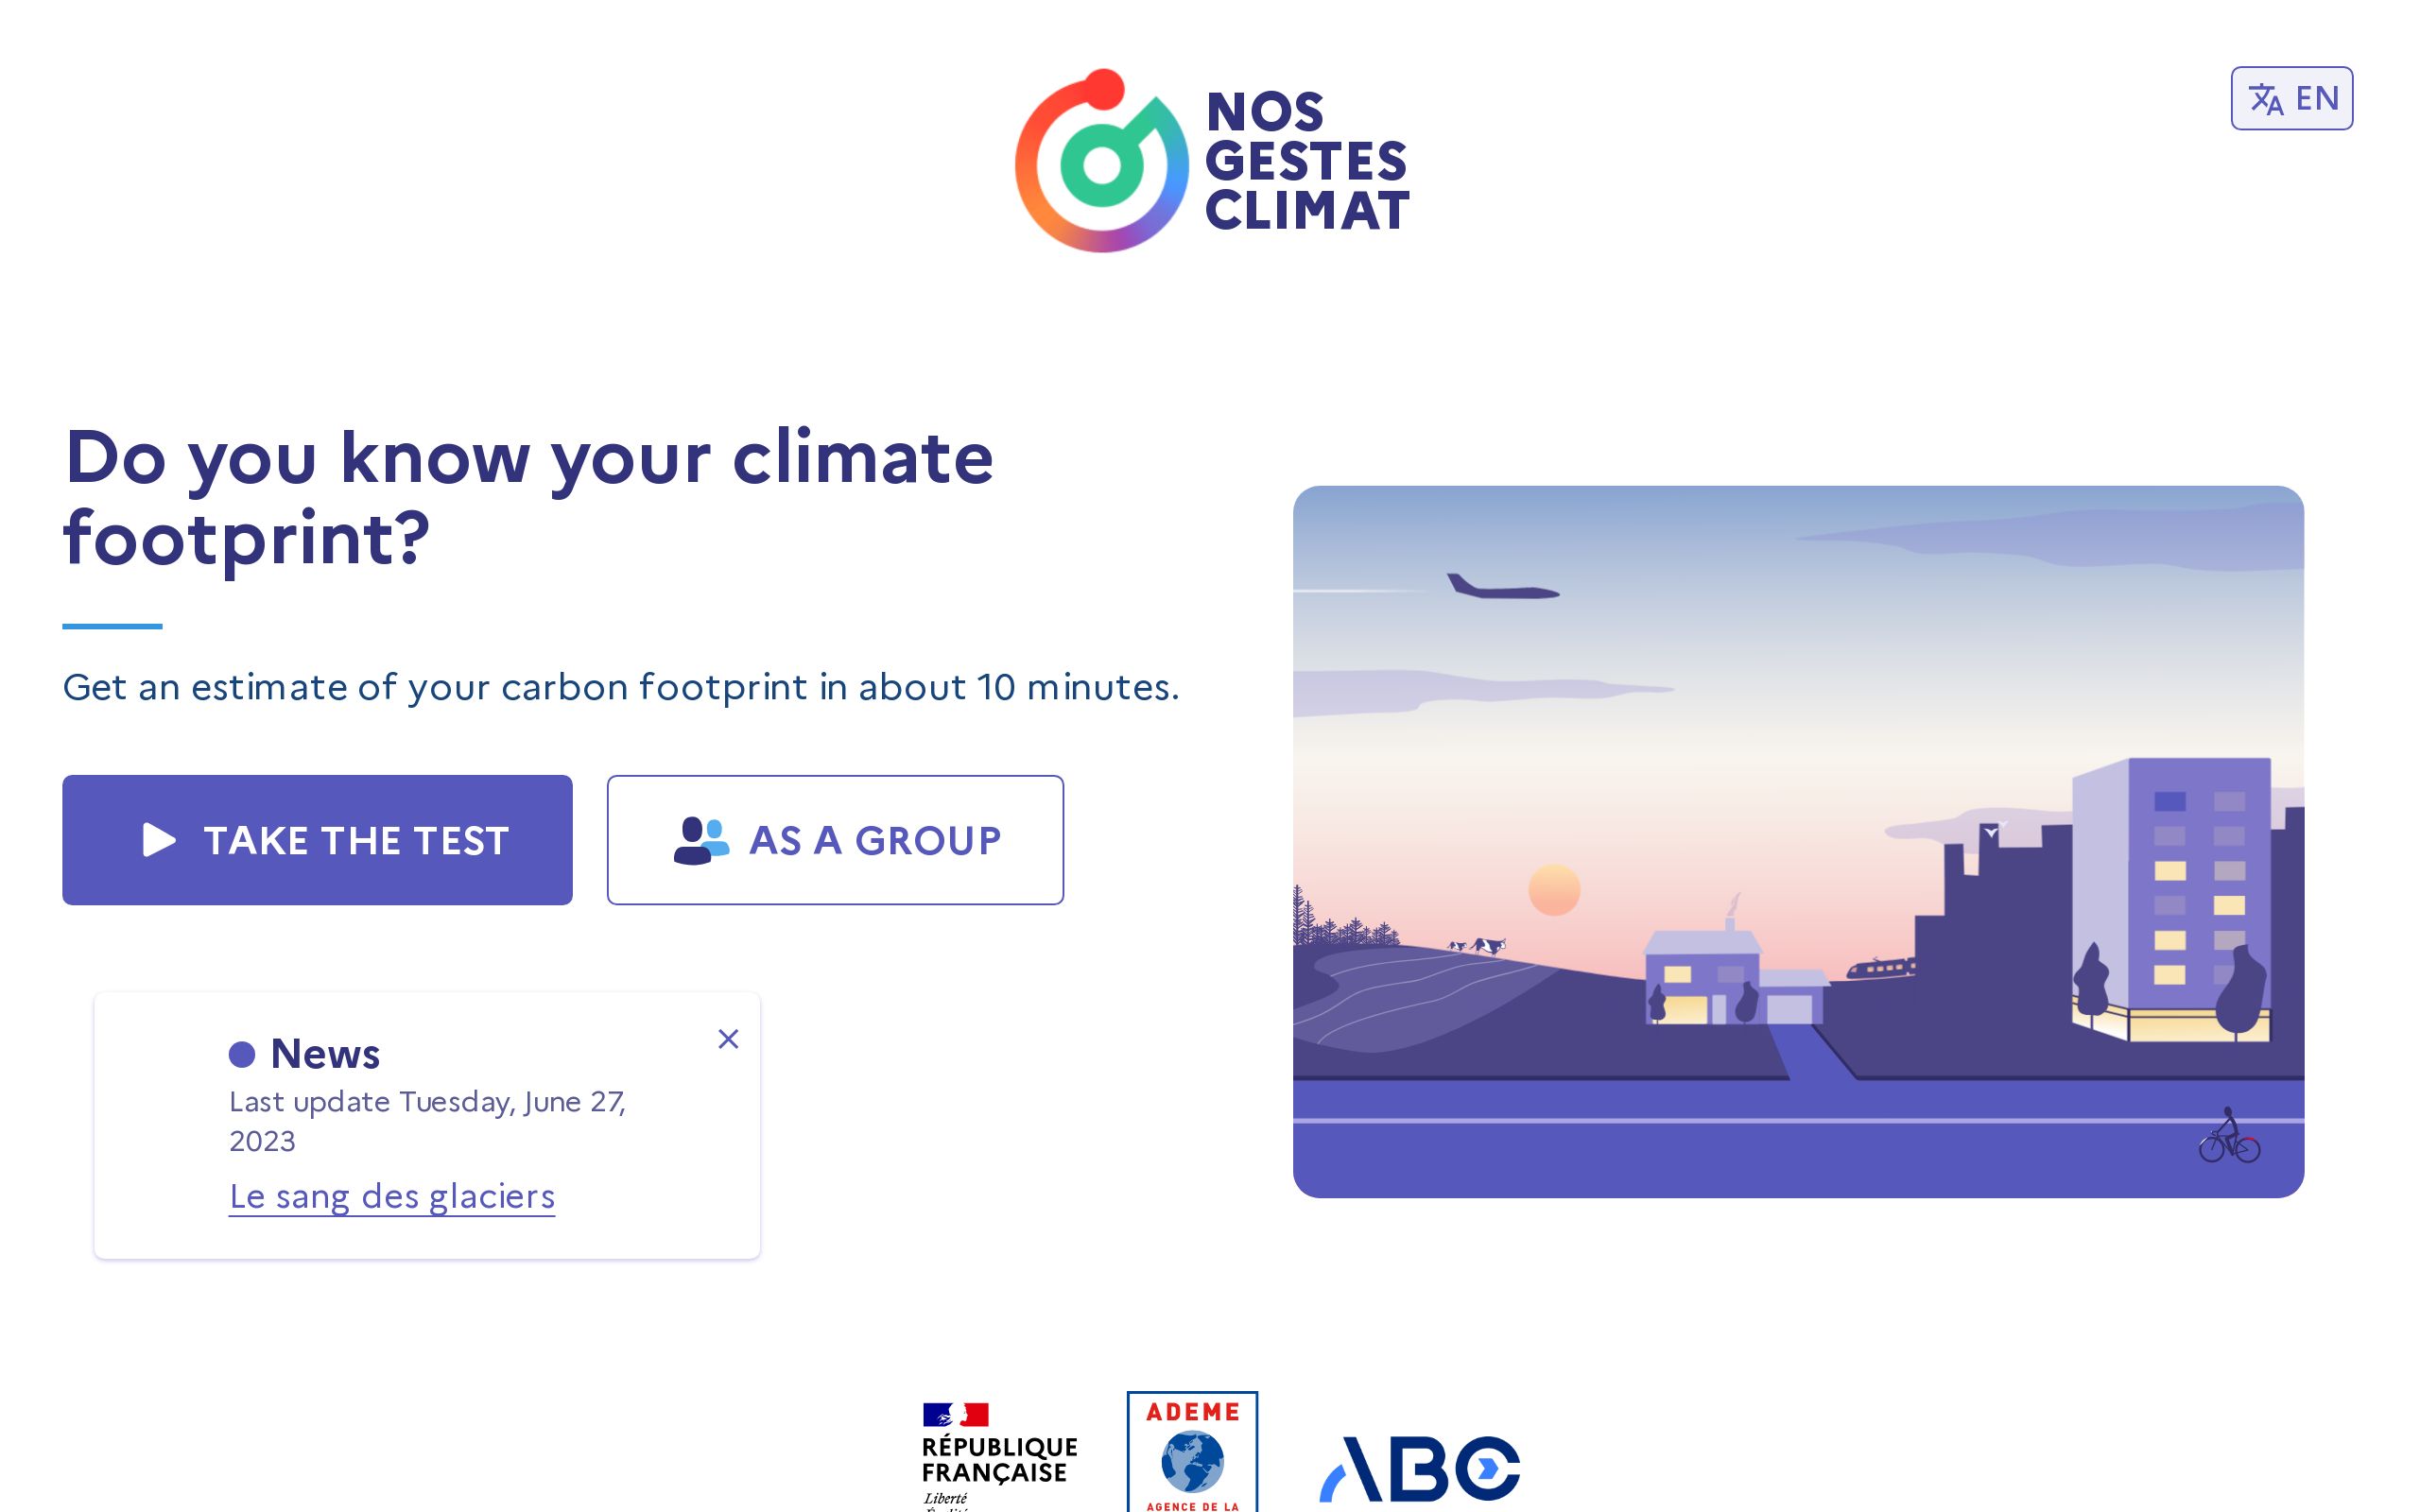 NOS
GESTES
CLIMAT
EN
Do you know your climate
footprint?
Get an estimate of your carbon footprint in about 10 minutes.
TAKE THE TEST
AS A GROUP
News
Last update Tuesday, June 27,
2023
Le sang des glaciers
RÉPUBLIQUE
FRANÇAISE
Liberté
ADEME
AGENCE DE LA
ABC